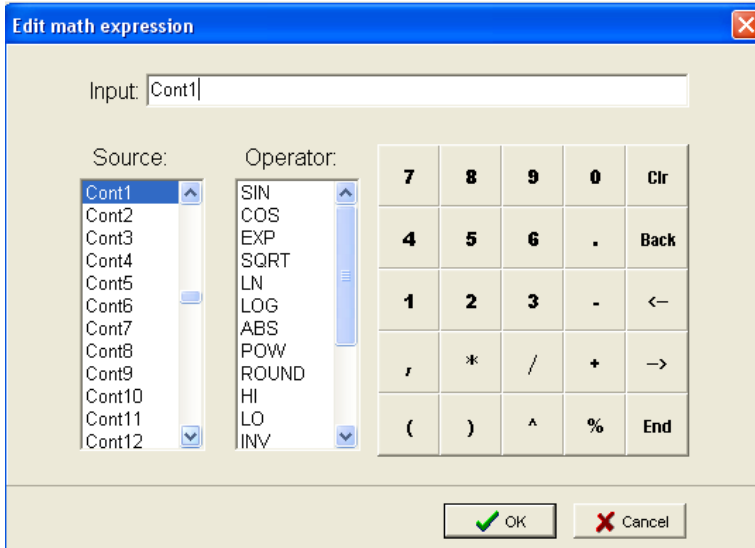 Edit math expression
Input: Cont1
Source:
Cont1
Cont2
Cont3
Cont4
Cont5
Cont6
Cont7
Cont8
Cont9
Cont10
Cont11
Cont12
Operator:
SIN
COS
EXP
SQRT
LN
LOG
ABS
POW
ROUND
HI
LO
INV
7 8 9 0 Clr
4 5 6 . Back
1 2 3 - <--
, * / + -->
( ) ^ % End
OK Cancel